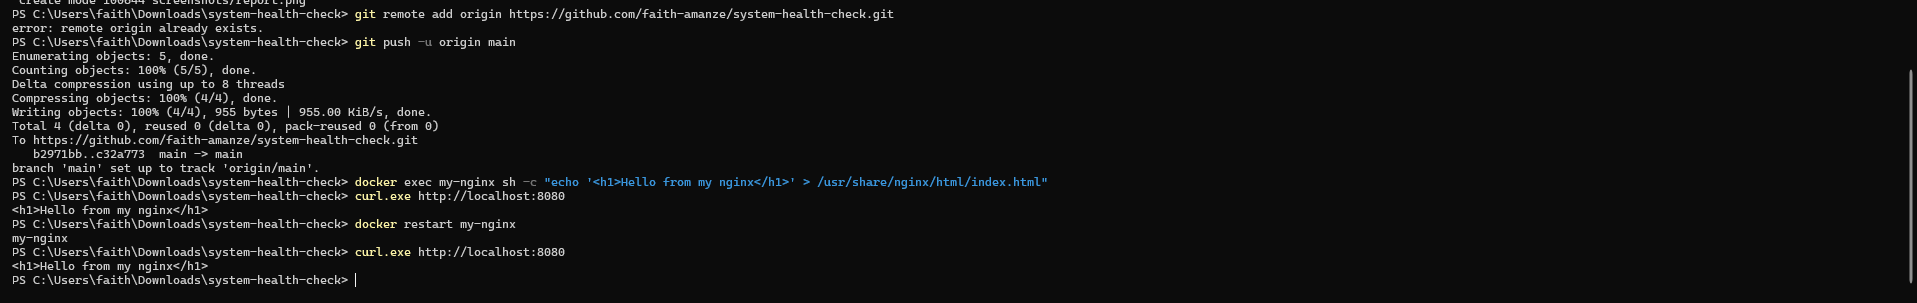 create mode 100644 screenshots/report.png
PS C:\Users\faith\Downloads\system-health-check> git remote add origin https://github.com/faith-amanze/system-health-check.git
error: remote origin already exists.
PS C:\Users\faith\Downloads\system-health-check> git push -u origin main
Enumerating objects: 5, done.
Counting objects: 100% (5/5), done.
Delta compression using up to 8 threads
Compressing objects: 100% (4/4), done.
Writing objects: 100% (4/4), 955 bytes | 955.00 KiB/s, done.
Total 4 (delta 0), reused 0 (delta 0), pack-reused 0 (from 0)
To https://github.com/faith-amanze/system-health-check.git
   b2971bb..c32a773  main -> main
branch 'main' set up to track 'origin/main'.
PS C:\Users\faith\Downloads\system-health-check> docker exec my-nginx sh -c "echo '<h1>Hello from my nginx</h1>' > /usr/share/nginx/html/index.html"
PS C:\Users\faith\Downloads\system-health-check> curl.exe http://localhost:8080
<h1>Hello from my nginx</h1>
PS C:\Users\faith\Downloads\system-health-check> docker restart my-nginx
my-nginx
PS C:\Users\faith\Downloads\system-health-check> curl.exe http://localhost:8080
<h1>Hello from my nginx</h1>
PS C:\Users\faith\Downloads\system-health-check>